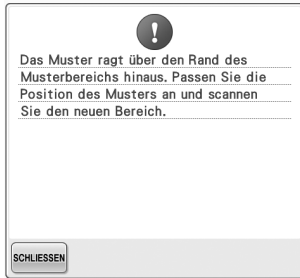 Das Muster ragt über den Rand des
Musterbereichs hinaus. Passen Sie die
Position des Musters an und scannen
Sie den neuen Bereich.
SCHLIESSEN